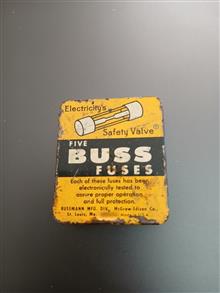 Electricity's
Safety Valve®
FIVE
BUSS
FUSES
Each of these fuses has been
electronically tested to
assure proper operation
and full protection.
BUSSMANN MFG. DIV., McGraw-Edison Co.,
St. Louis, Mo.